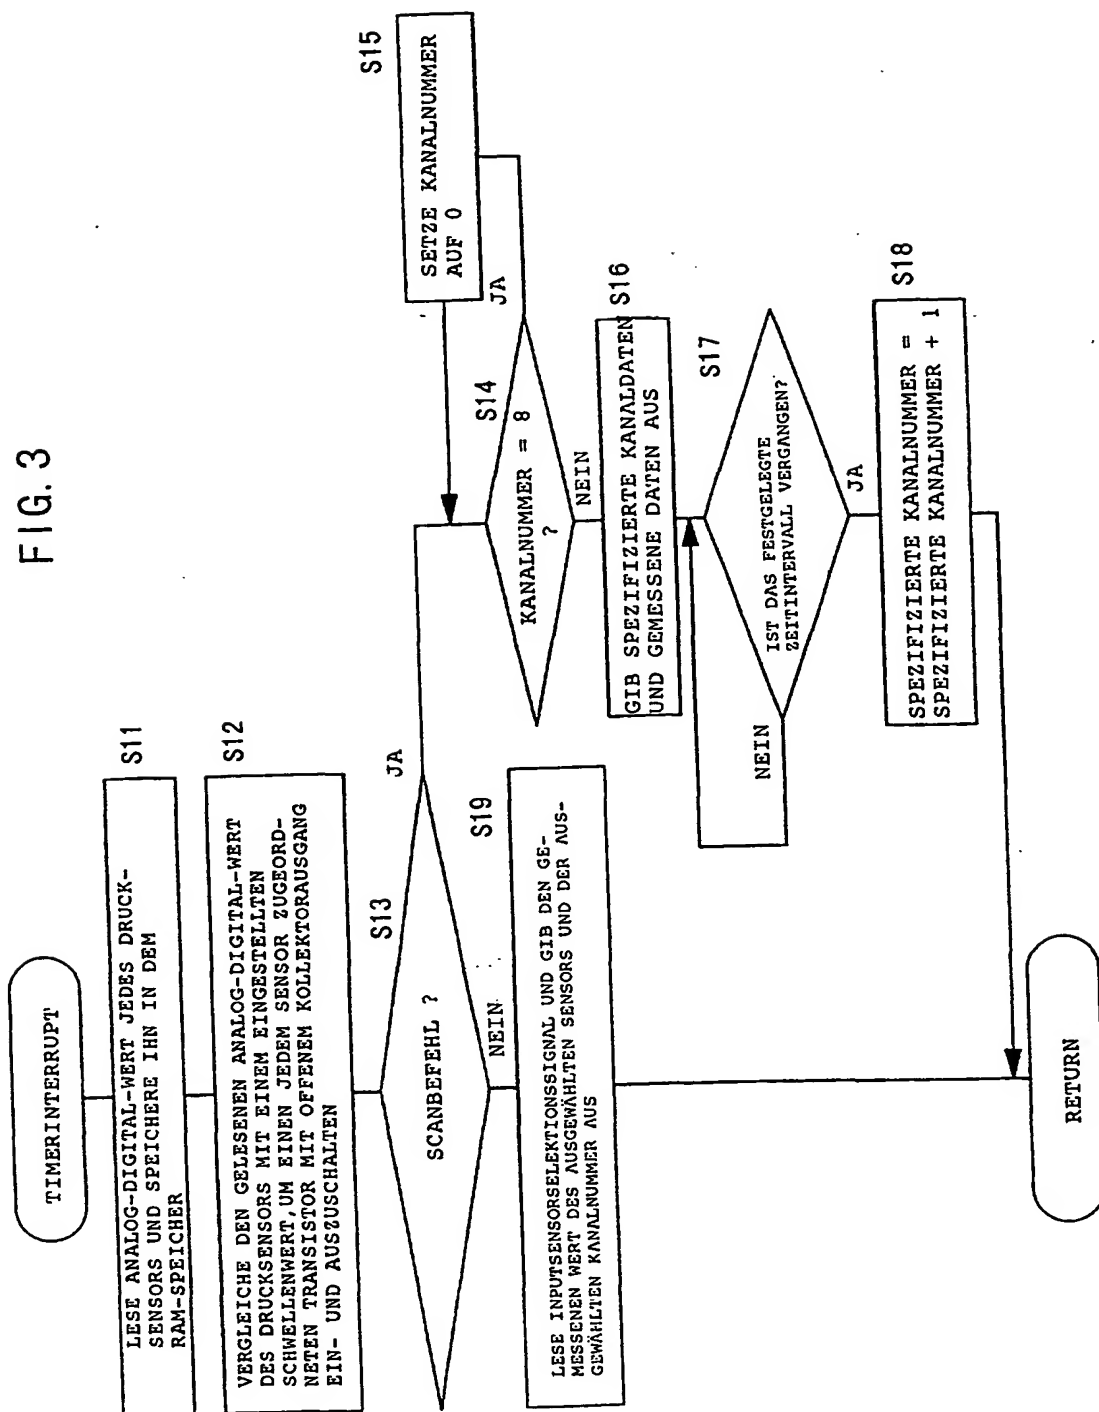 FIG. 3
TIMERINTERRUPT
S11
LESE ANALOG-DIGITAL-WERT JEDES DRUCK-
SENSORS UND SPEICHERE IHN IN DEM
RAM-SPEICHER
S12
VERGLEICHE DEN GELESENEN ANALOG-DIGITAL-WERT
DES DRUCKSENSORS MIT EINEM EINGESTELLTEN
SCHWELLENWERT, UM EINEN JEDEM SENSOR ZUGEORD-
NETEN TRANSISTOR MIT OFFENEM KOLLEKTORAUSGANG
EIN- UND AUSZUSCHALTEN
S13
SCANBEFEHL ?
JA
NEIN
S19
LESE INPUTSENSORSELEKTIONSSIGNAL UND GIB DEN GE-
MESSENEN WERT DES AUSGEWÄHLTEN SENSORS UND DER AUS-
GEWÄHLTEN KANALNUMMER AUS
S14
KANALNUMMER = 8
?
JA
NEIN
S15
SETZE KANALNUMMER
AUF 0
S16
GIB SPEZIFIZIERTE KANALDATEN
UND GEMESSENE DATEN AUS
S17
IST DAS FESTGELEGTE
ZEITINTERVALL VERGANGEN?
NEIN
JA
S18
SPEZIFIZIERTE KANALNUMMER =
SPEZIFIZIERTE KANALNUMMER + 1
RETURN